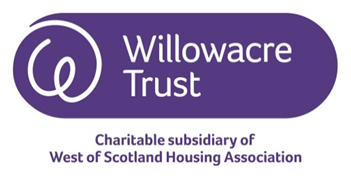 Willowacre
Trust
Charitable subsidiary of
West of Scotland Housing Association